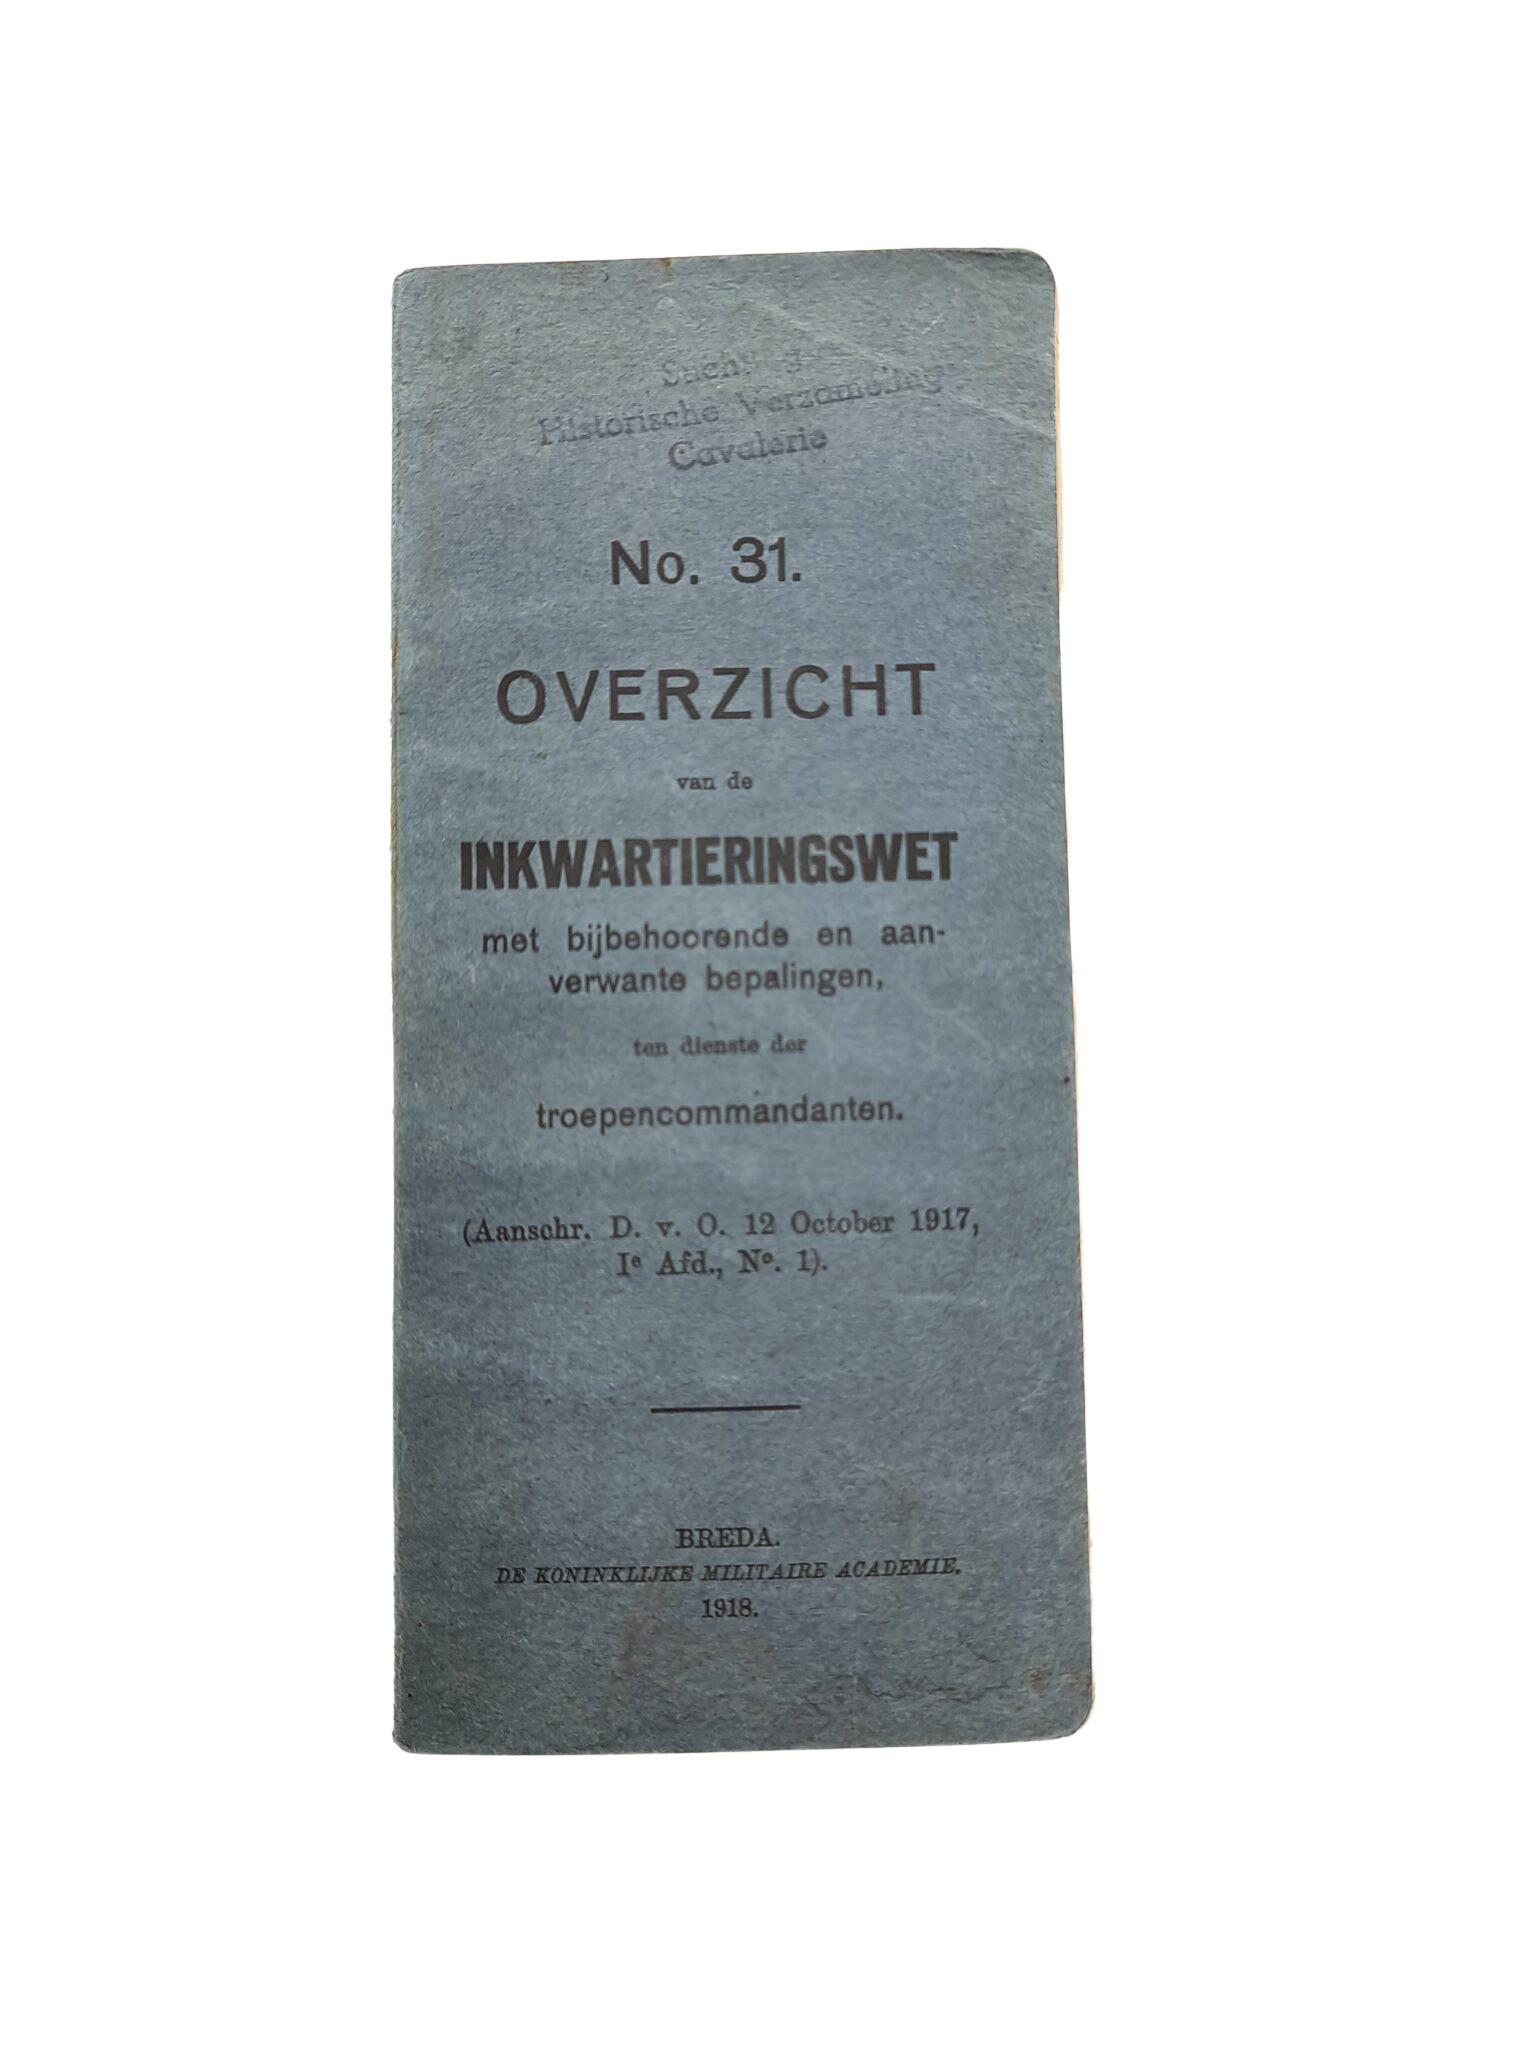 Historische Verzameling
Cavalerie
No. 31.
OVERZICHT
van de
INKWARTIERINGSWET
met bijbehoorende en aan-
verwante bepalingen,
ten dienste der
troepencommandanten.
(Aanschr. D. v. O. 12 October 1917,
Iᵉ Afd., Nº. 1).
BREDA.
DE KONINKLIJKE MILITAIRE ACADEMIE,
1918.